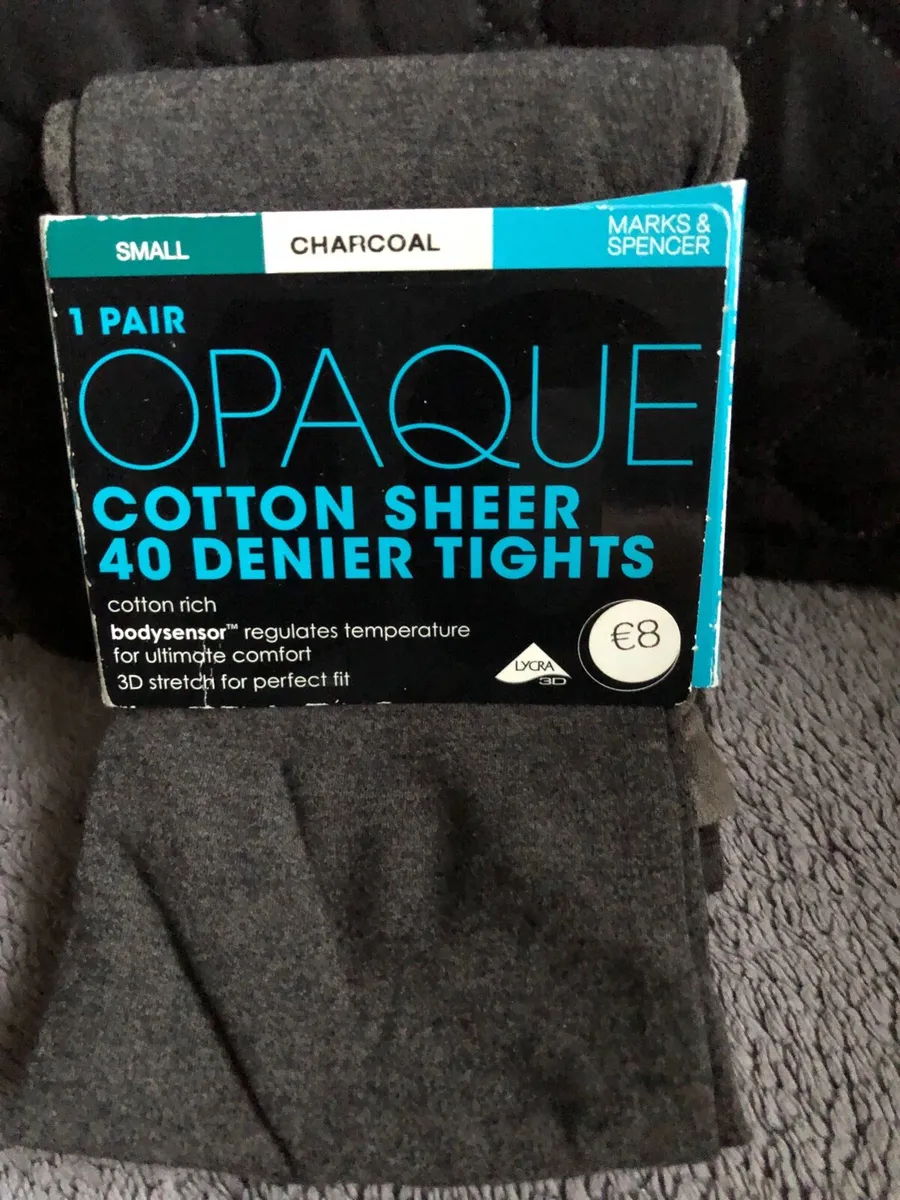 SMALL
CHARCOAL
MARKS &
SPENCER
1 PAIR
OPAQUE
COTTON SHEER
40 DENIER TIGHTS
cotton rich
bodysensor™ regulates temperature
for ultimate comfort
3D stretch for perfect fit
LYCRA
3D
€8